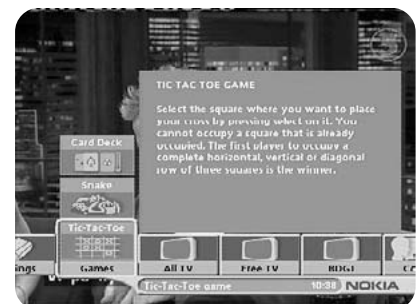 TIC TAC TOE GAME
Select the square where you want to place
your cross by pressing select on it. You
cannot occupy a square that is already
occupied. The first player to occupy a
complete horizontal, vertical or diagonal
row of three squares is the winner.
Card Deck
Snake
Tic-Tac-Toe
ings
Games
All TV
Free TV
Tic-Tac-Toe game
10:38 NOKIA